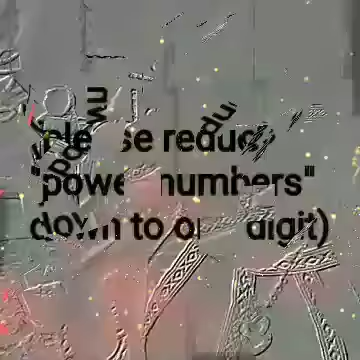 please reduce
"power numbers"
down to one digit)